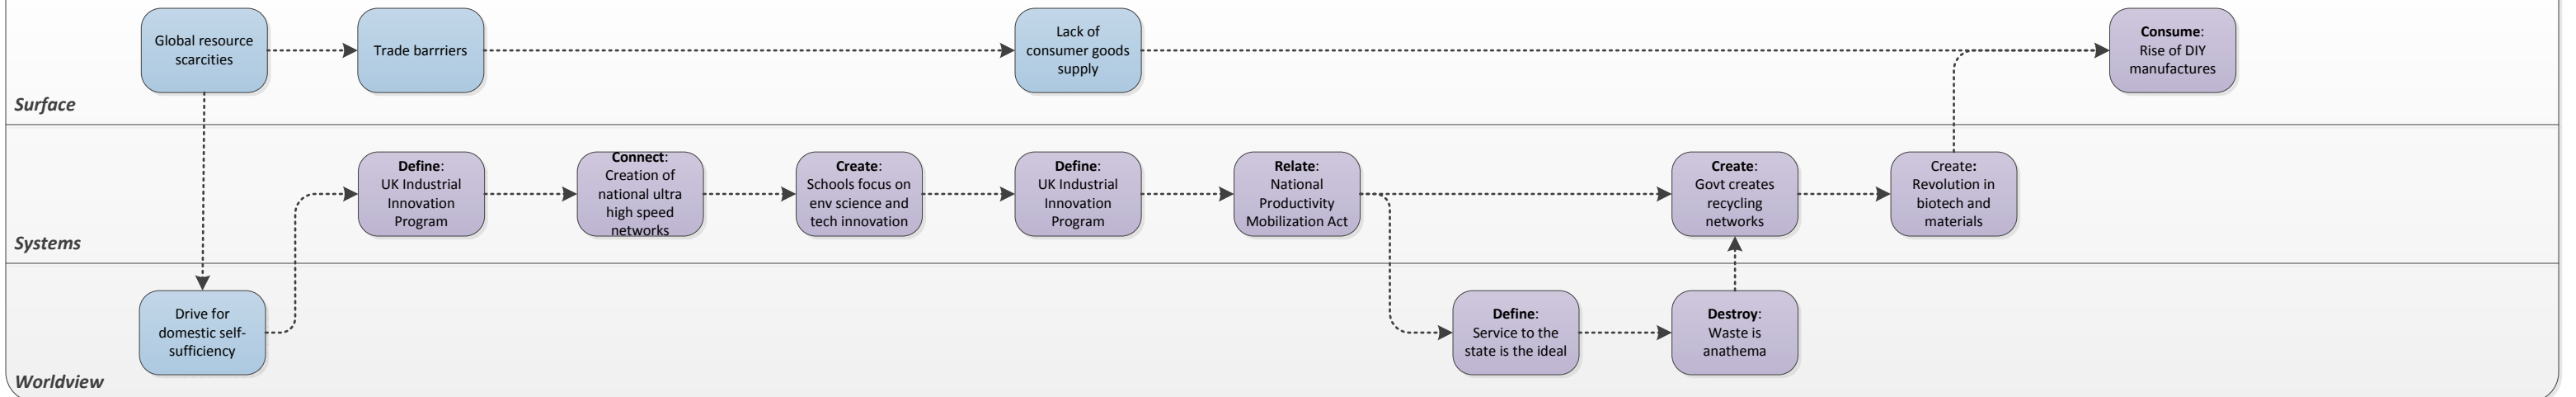 Global resource
scarcities
Trade barrriers
Lack of
consumer goods
supply
Consume:
Rise of DIY
manufactures
Surface
Define:
UK Industrial
Innovation
Program
Connect:
Creation of
national ultra
high speed
networks
Create:
Schools focus on
env science and
tech innovation
Define:
UK Industrial
Innovation
Program
Relate:
National
Productivity
Mobilization Act
Create:
Govt creates
recycling
networks
Create:
Revolution in
biotech and
materials
Systems
Drive for
domestic self-
sufficiency
Define:
Service to the
state is the ideal
Destroy:
Waste is
anathema
Worldview